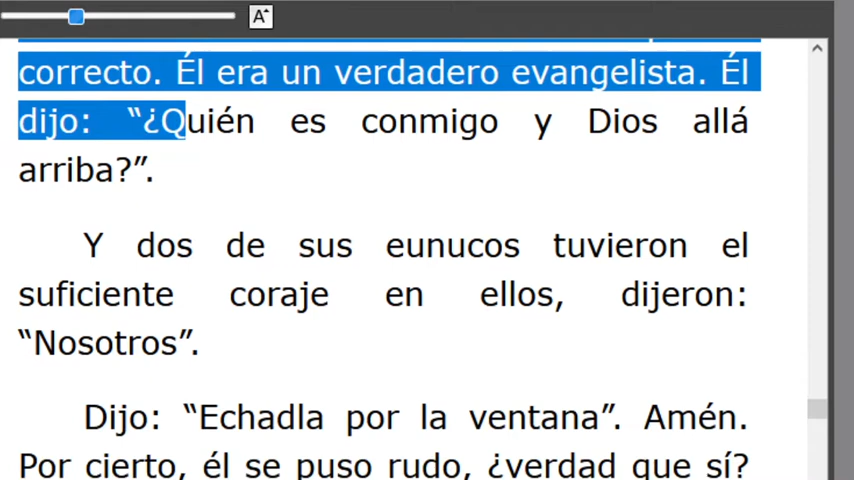 A
correcto. Él era un verdadero evangelista. Él
dijo: “¿Quién es conmigo y Dios allá
arriba?”.
Y dos de sus eunucos tuvieron el
suficiente coraje en ellos, dijeron:
“Nosotros”.
Dijo: “Echadla por la ventana”. Amén.
Por cierto, él se puso rudo, ¿verdad que sí?